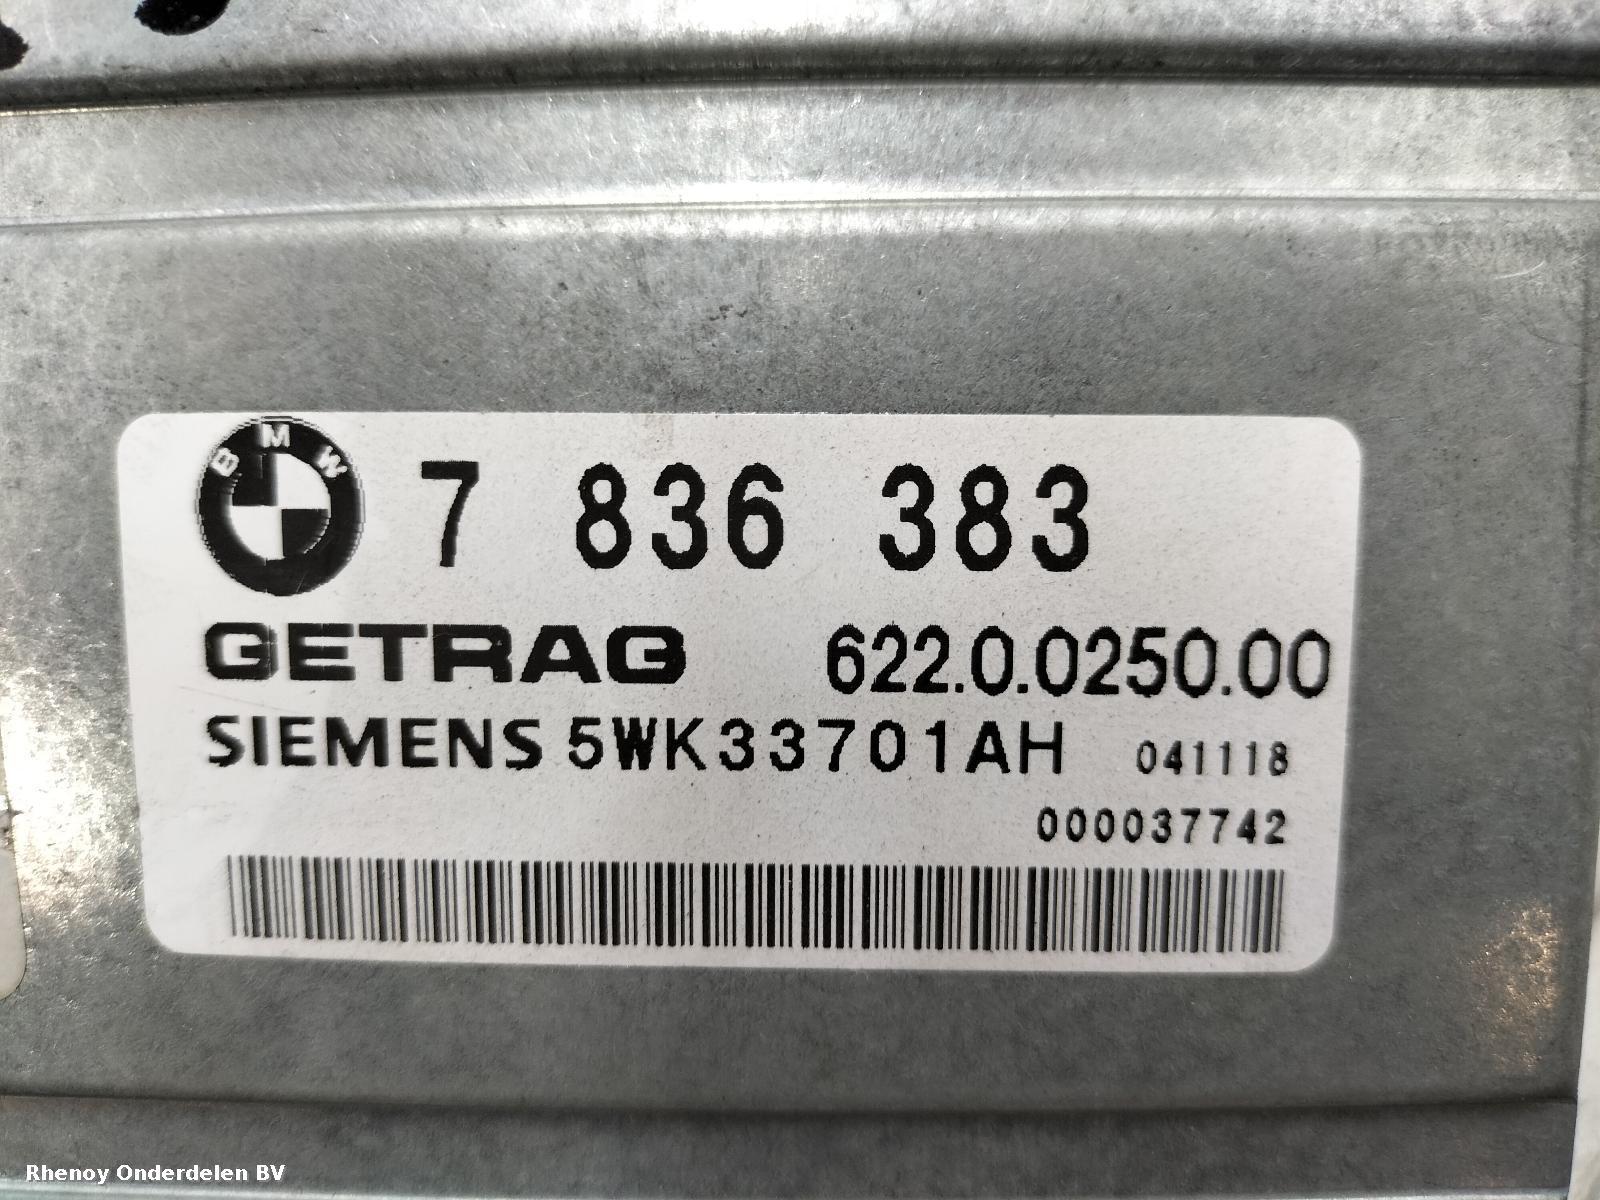 BMW 7 836 383
GETRAG 622.0.0250.00
SIEMENS 5WK33701AH 041118
000037742
Rhenoy Onderdelen BV